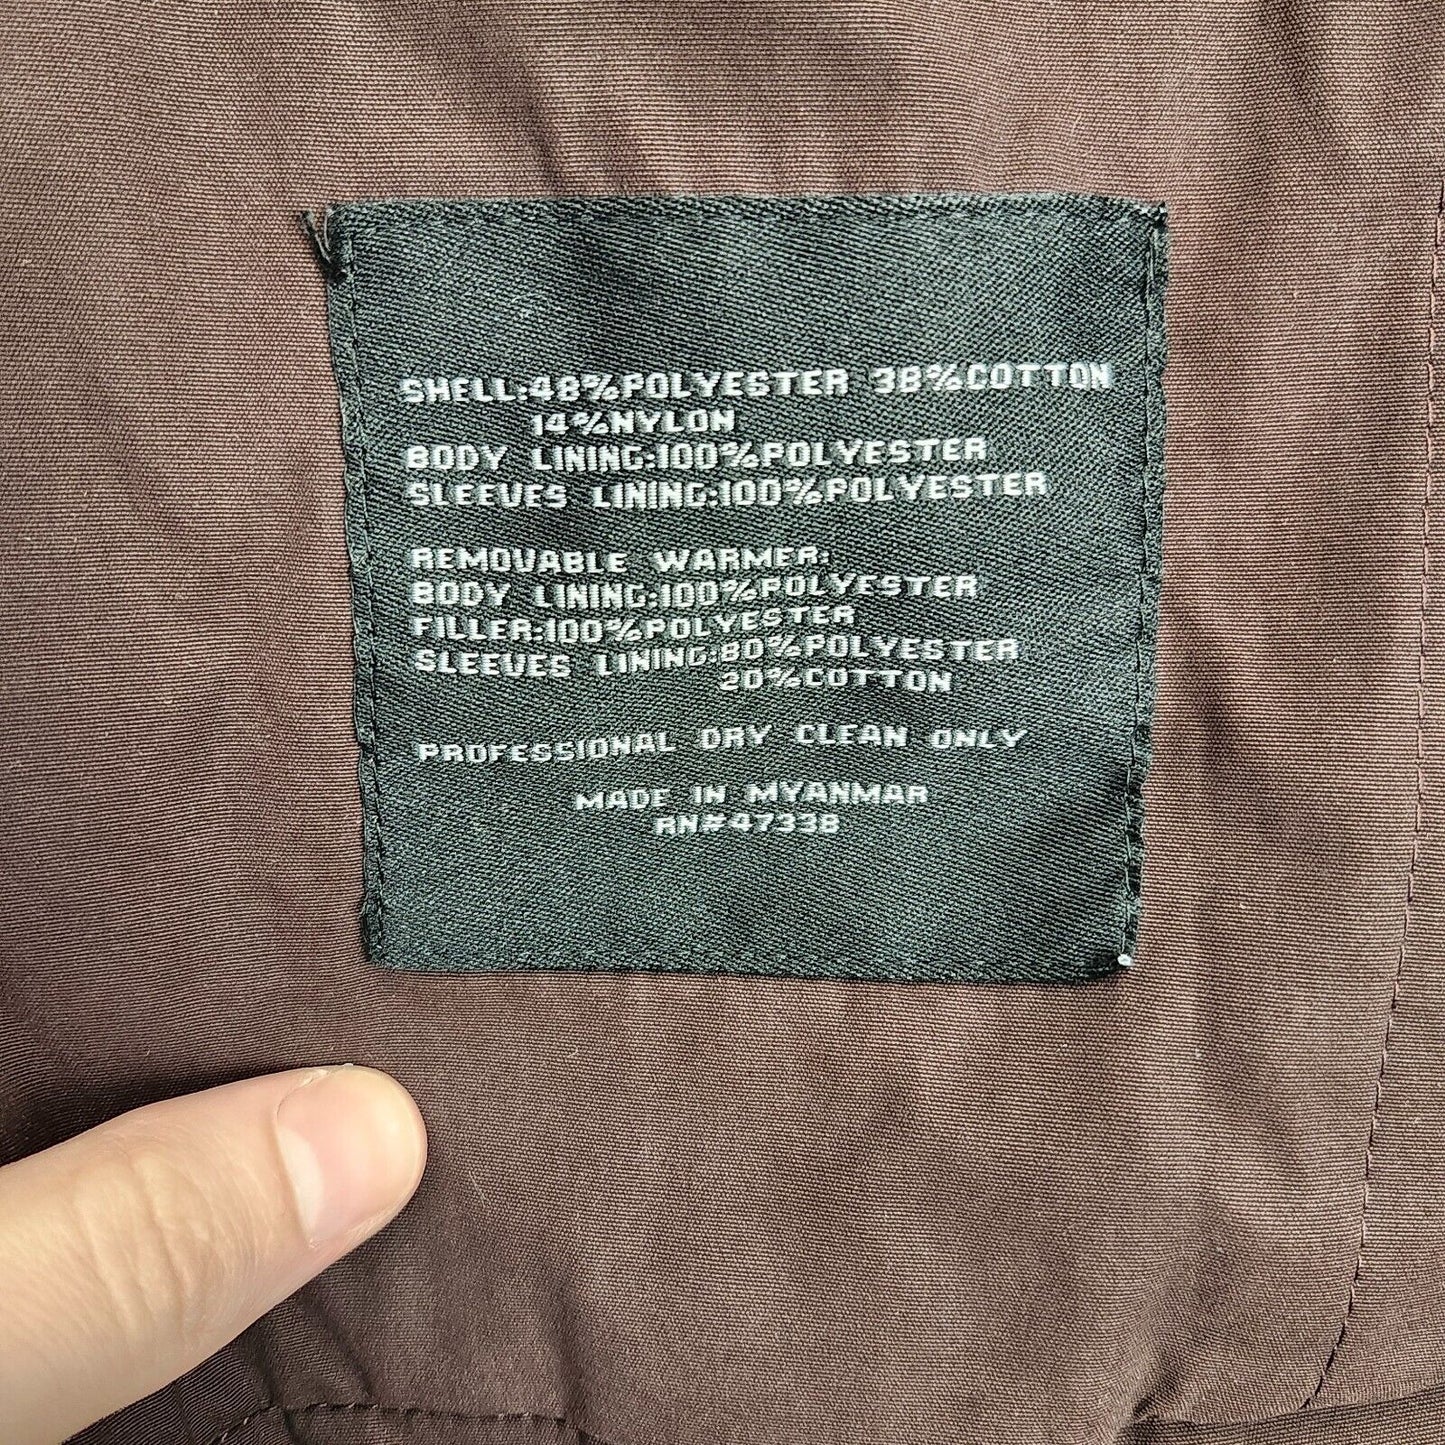 SHELL:48%POLYESTER 38%COTTON
14%NYLON
BODY LINING:100%POLYESTER
SLEEVES LINING:100%POLYESTER
REMOVABLE WARMER:
BODY LINING:100%POLYESTER
FILLER:100%POLYESTER
SLEEVES LINING:80%POLYESTER
20%COTTON
PROFESSIONAL DRY CLEAN ONLY
MADE IN MYANMAR
RN#47338